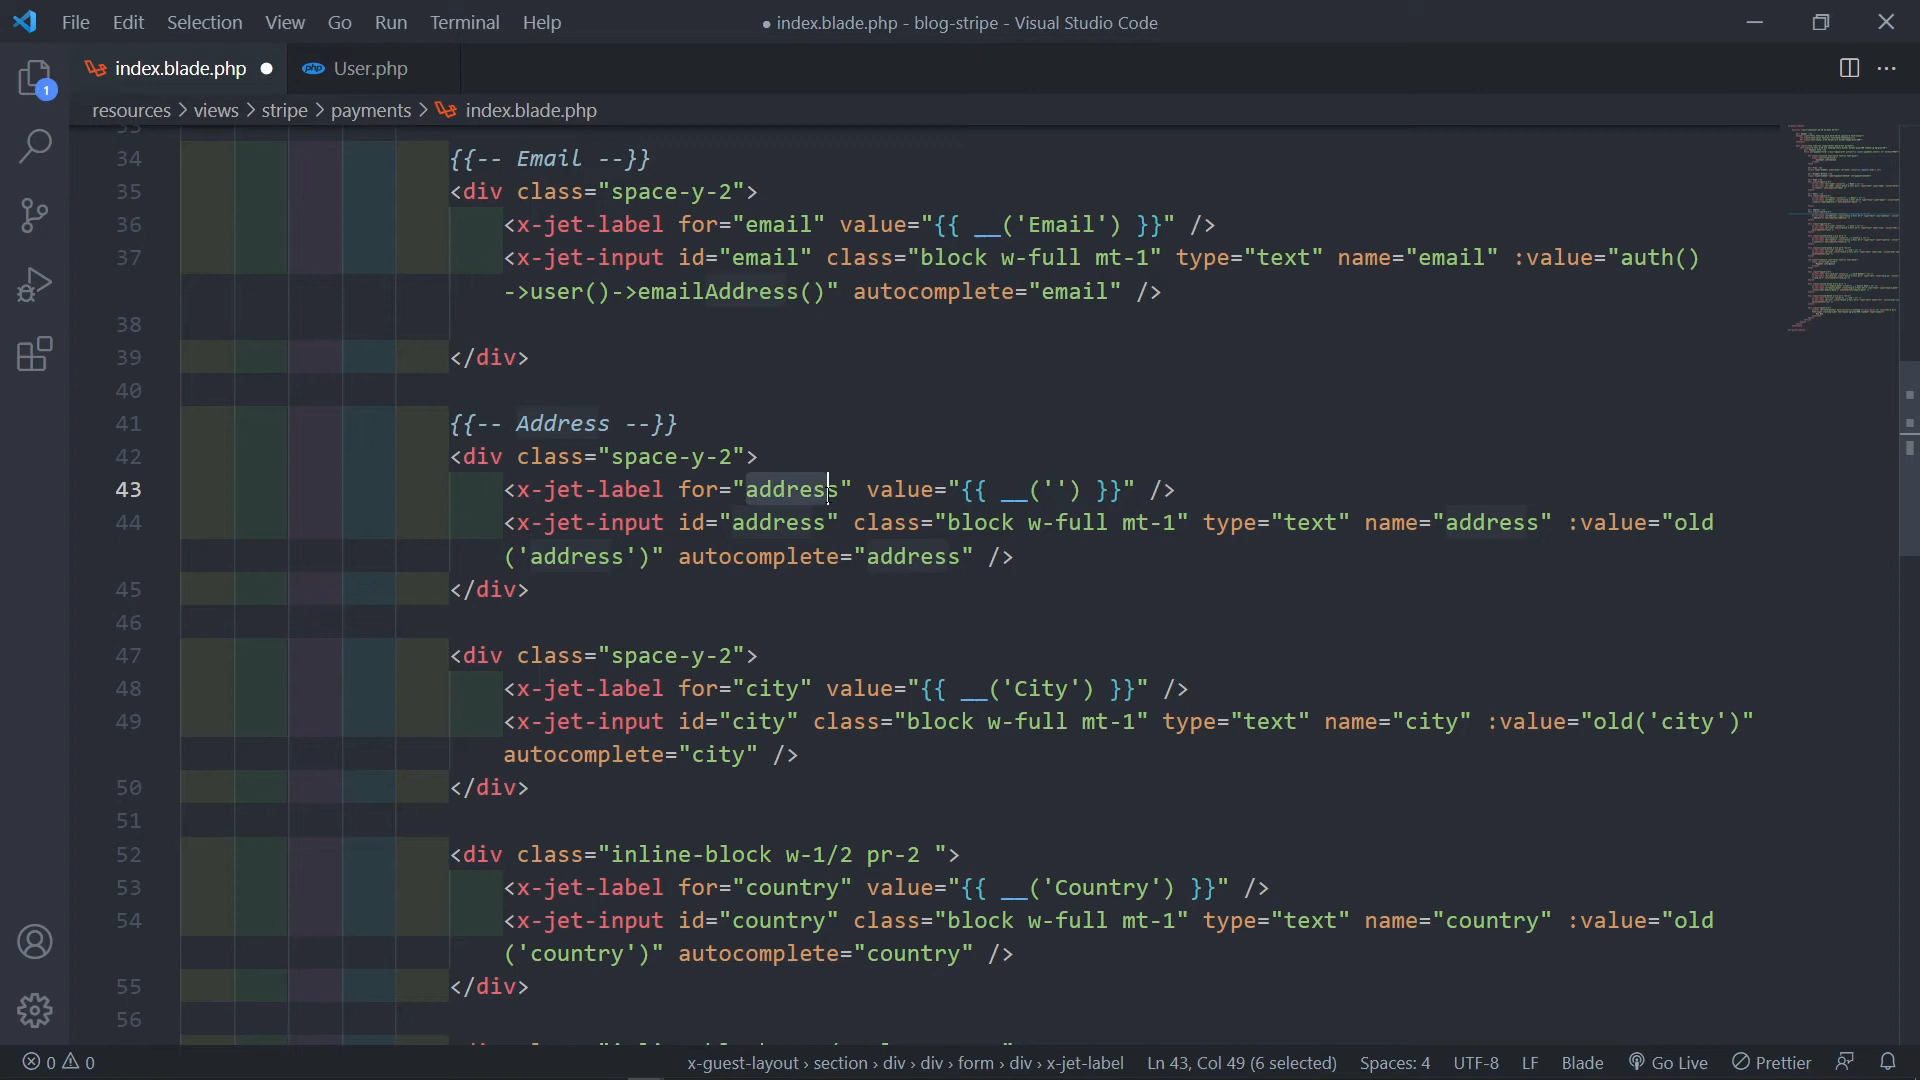 File Edit Selection View Go Run Terminal Help
● index.blade.php - blog-stripe - Visual Studio Code
index.blade.php ●
php User.php
1
resources > views > stripe > payments > index.blade.php
33
34 {{-- Email --}}
35 <div class="space-y-2">
36 <x-jet-label for="email" value="{{ __('Email') }}" />
37 <x-jet-input id="email" class="block w-full mt-1" type="text" name="email" :value="auth()
->user()->emailAddress()" autocomplete="email" />
38
39 </div>
40
41 {{-- Address --}}
42 <div class="space-y-2">
43 <x-jet-label for="address" value="{{ __('') }}" />
44 <x-jet-input id="address" class="block w-full mt-1" type="text" name="address" :value="old
('address')" autocomplete="address" />
45 </div>
46
47 <div class="space-y-2">
48 <x-jet-label for="city" value="{{ __('City') }}" />
49 <x-jet-input id="city" class="block w-full mt-1" type="text" name="city" :value="old('city')"
autocomplete="city" />
50 </div>
51
52 <div class="inline-block w-1/2 pr-2 ">
53 <x-jet-label for="country" value="{{ __('Country') }}" />
54 <x-jet-input id="country" class="block w-full mt-1" type="text" name="country" :value="old
('country')" autocomplete="country" />
55 </div>
56
0 0 x-guest-layout › section › div › div › form › div › x-jet-label Ln 43, Col 49 (6 selected) Spaces: 4 UTF-8 LF Blade Go Live Prettier